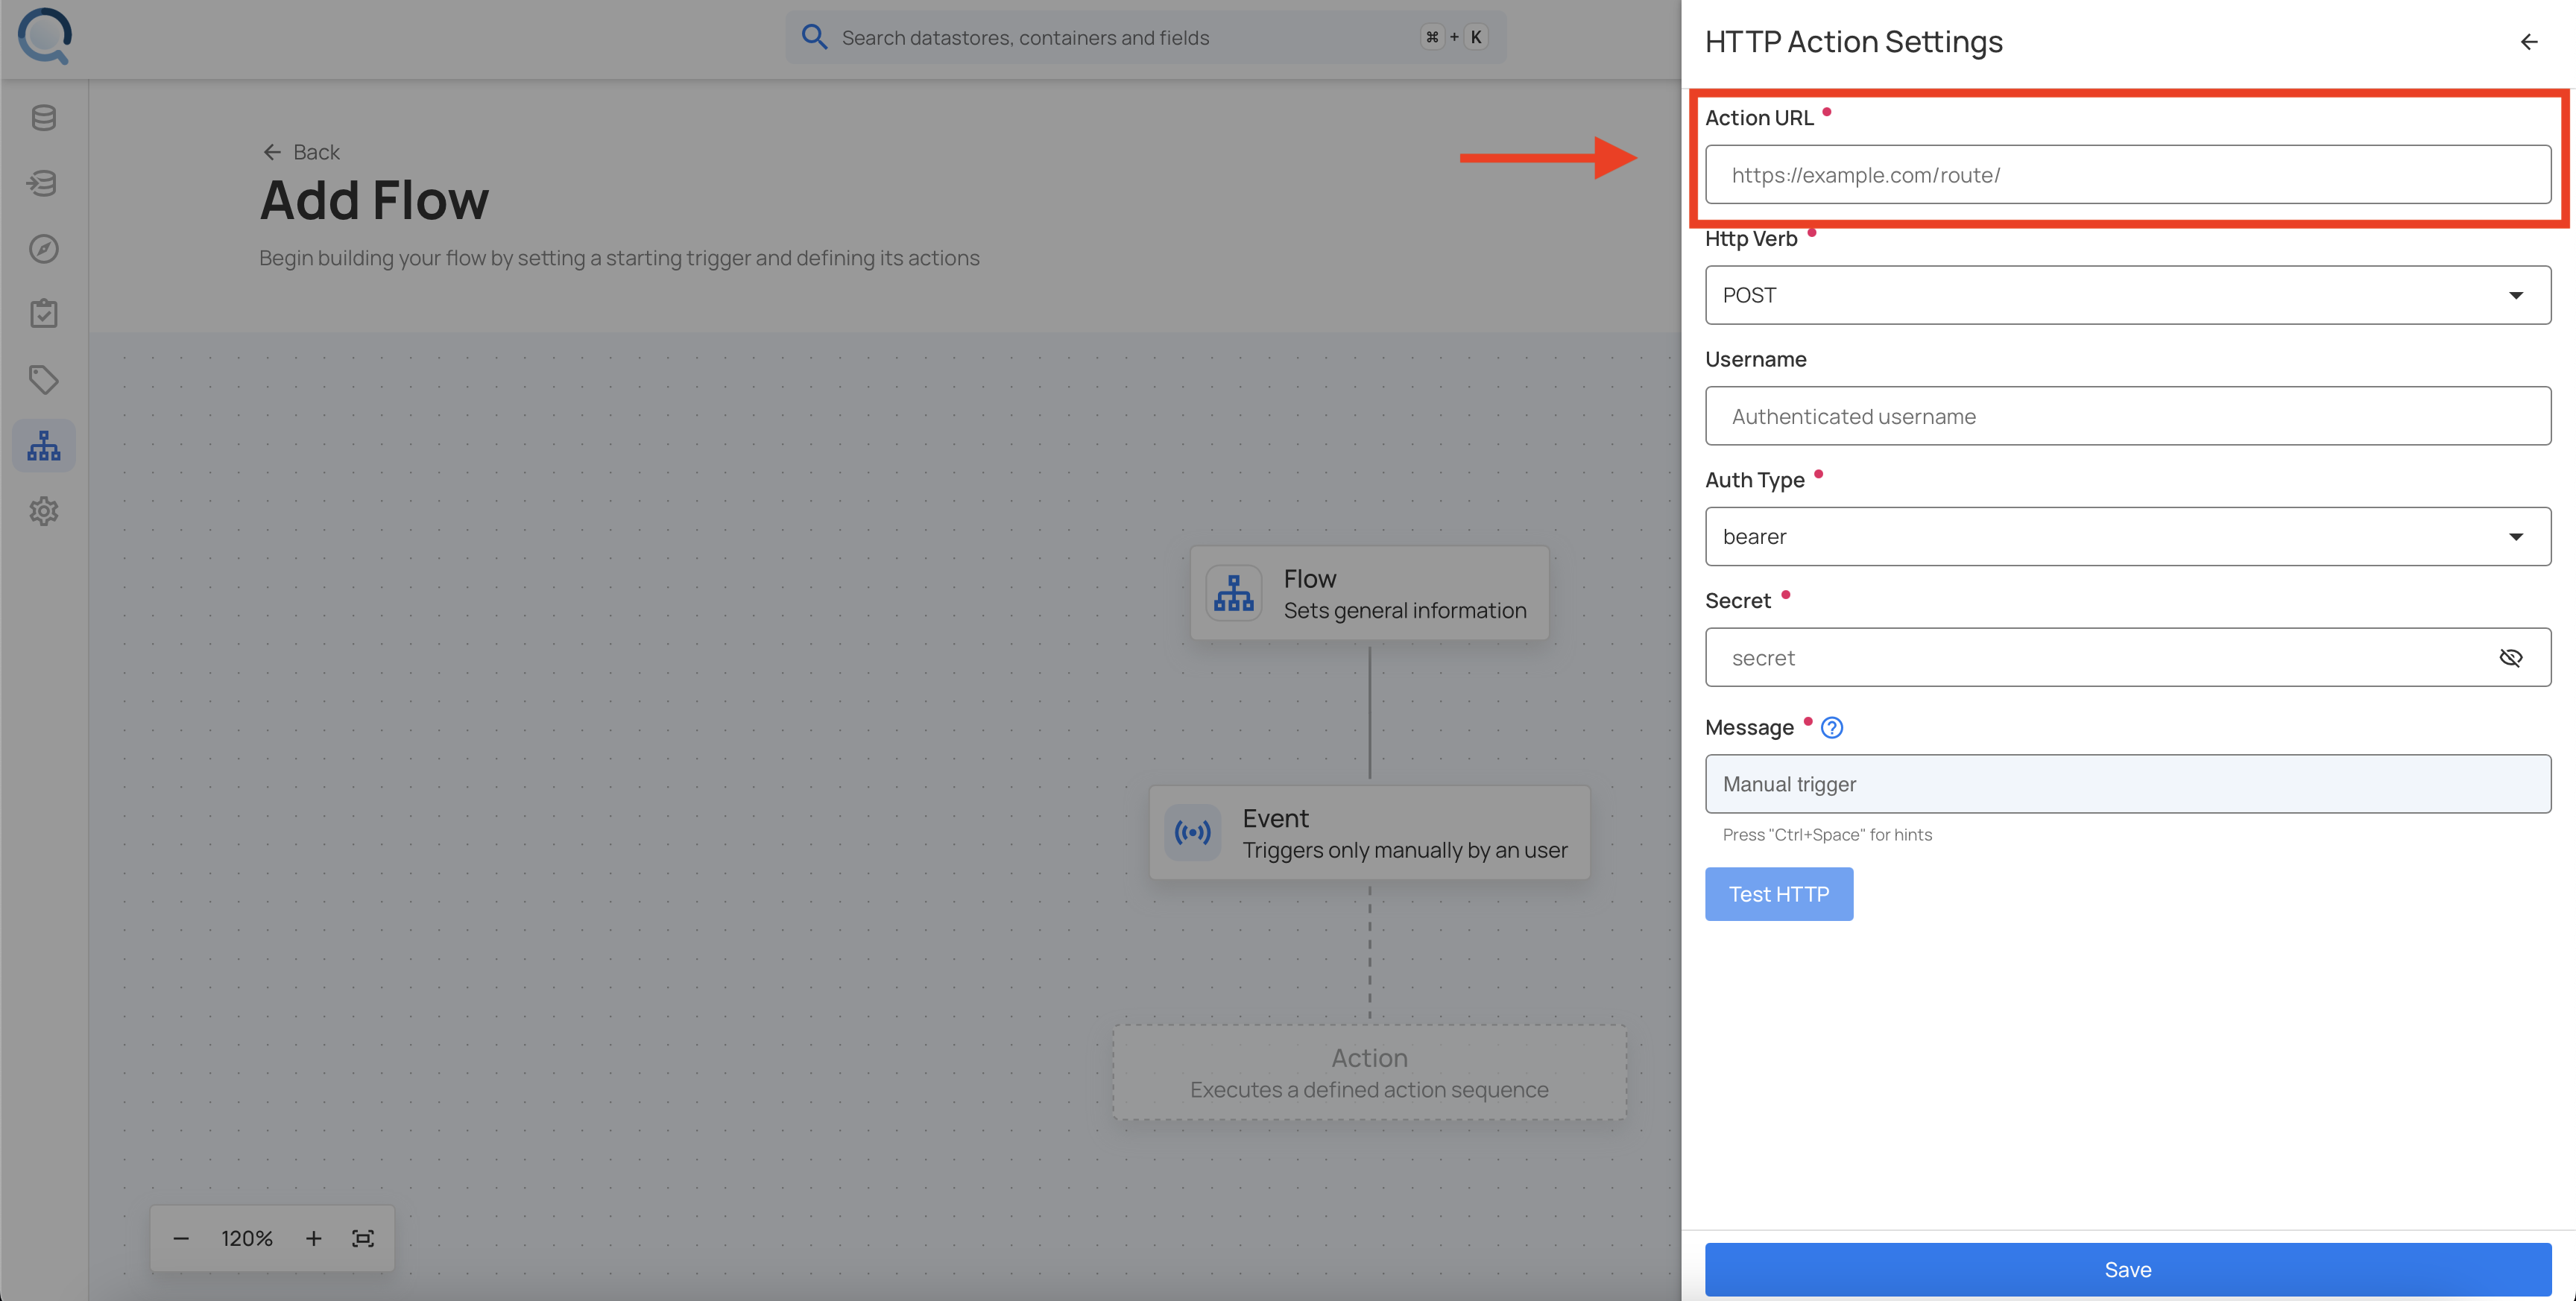 Search datastores, containers and fields
⌘ + K
← Back
Add Flow
Begin building your flow by setting a starting trigger and defining its actions
Flow
Sets general information
Event
Triggers only manually by an user
Action
Executes a defined action sequence
− 120% +
HTTP Action Settings
Action URL
https://example.com/route/
Http Verb
POST
Username
Authenticated username
Auth Type
bearer
Secret
secret
Message ?
Manual trigger
Press "Ctrl+Space" for hints
Test HTTP
Save